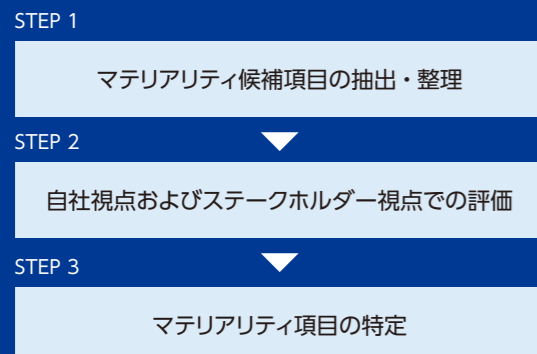 STEP 1
マテリアリティ候補項目の抽出・整理
STEP 2
自社視点およびステークホルダー視点での評価
STEP 3
マテリアリティ項目の特定